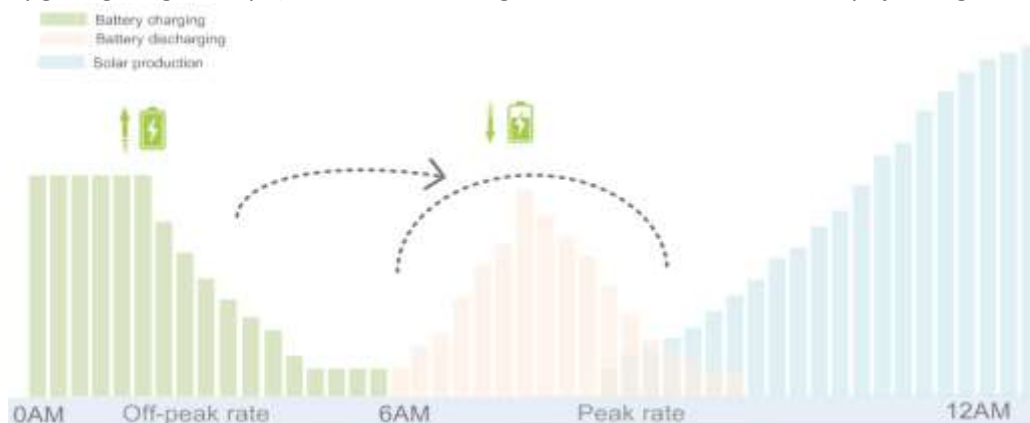 Battery charging
Battery discharging
Solar production
0AM Off-peak rate 6AM Peak rate 12AM